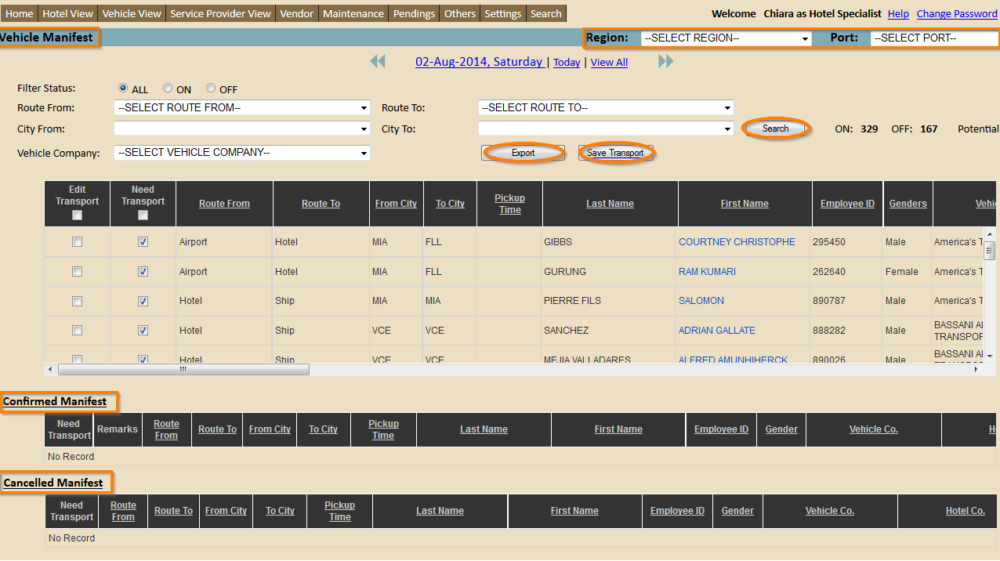 Home Hotel View Vehicle View Service Provider View Vendor Maintenance Pendings Others Settings Search Welcome Chiara as Hotel Specialist Help Change Password
Vehicle Manifest Region: --SELECT REGION-- Port: --SELECT PORT--
02-Aug-2014, Saturday | Today | View All
Filter Status: ALL ON OFF
Route From: --SELECT ROUTE FROM-- Route To: --SELECT ROUTE TO--
City From: City To: Search ON: 329 OFF: 167 Potential
Vehicle Company: --SELECT VEHICLE COMPANY-- Export Save Transport
Edit Transport Need Transport Route From Route To From City To City Pickup Time Last Name First Name Employee ID Genders Vehic
Airport Hotel MIA FLL GIBBS COURTNEY CHRISTOPHE 295450 Male America's T
Airport Hotel MIA FLL GURUNG RAM KUMARI 262640 Female America's T
Hotel Ship MIA MIA PIERRE FILS SALOMON 890787 Male America's T
Hotel Ship VCE VCE SANCHEZ ADRIAN GALLATE 888282 Male BASSANI AI TRANSPOR
Hotel Ship VCE VCE MEJIA VALLADARES ALFRED AMUNHIHERCK 890026 Male BASSANI AI
Confirmed Manifest
Need Transport Remarks Route From Route To From City To City Pickup Time Last Name First Name Employee ID Gender Vehicle Co. H
No Record
Cancelled Manifest
Need Transport Route From Route To From City To City Pickup Time Last Name First Name Employee ID Gender Vehicle Co. Hotel Co.
No Record